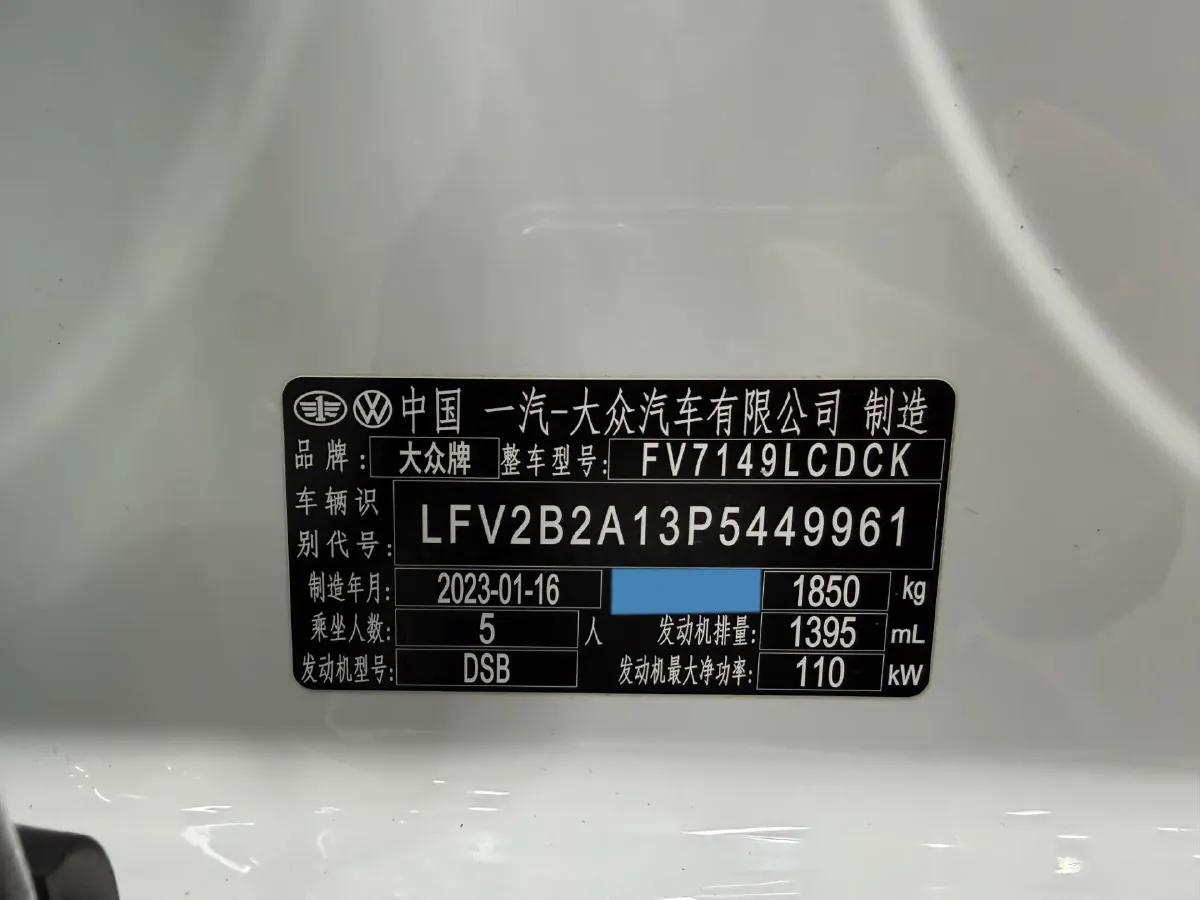 中国 一汽-大众汽车有限公司 制造
品牌: 大众牌 整车型号: FV7149LCDCK
车辆识别代号: LFV2B2A13P5449961
制造年月: 2023-01-16 1850 kg
乘坐人数: 5 人 发动机排量: 1395 mL
发动机型号: DSB 发动机最大净功率: 110 kW